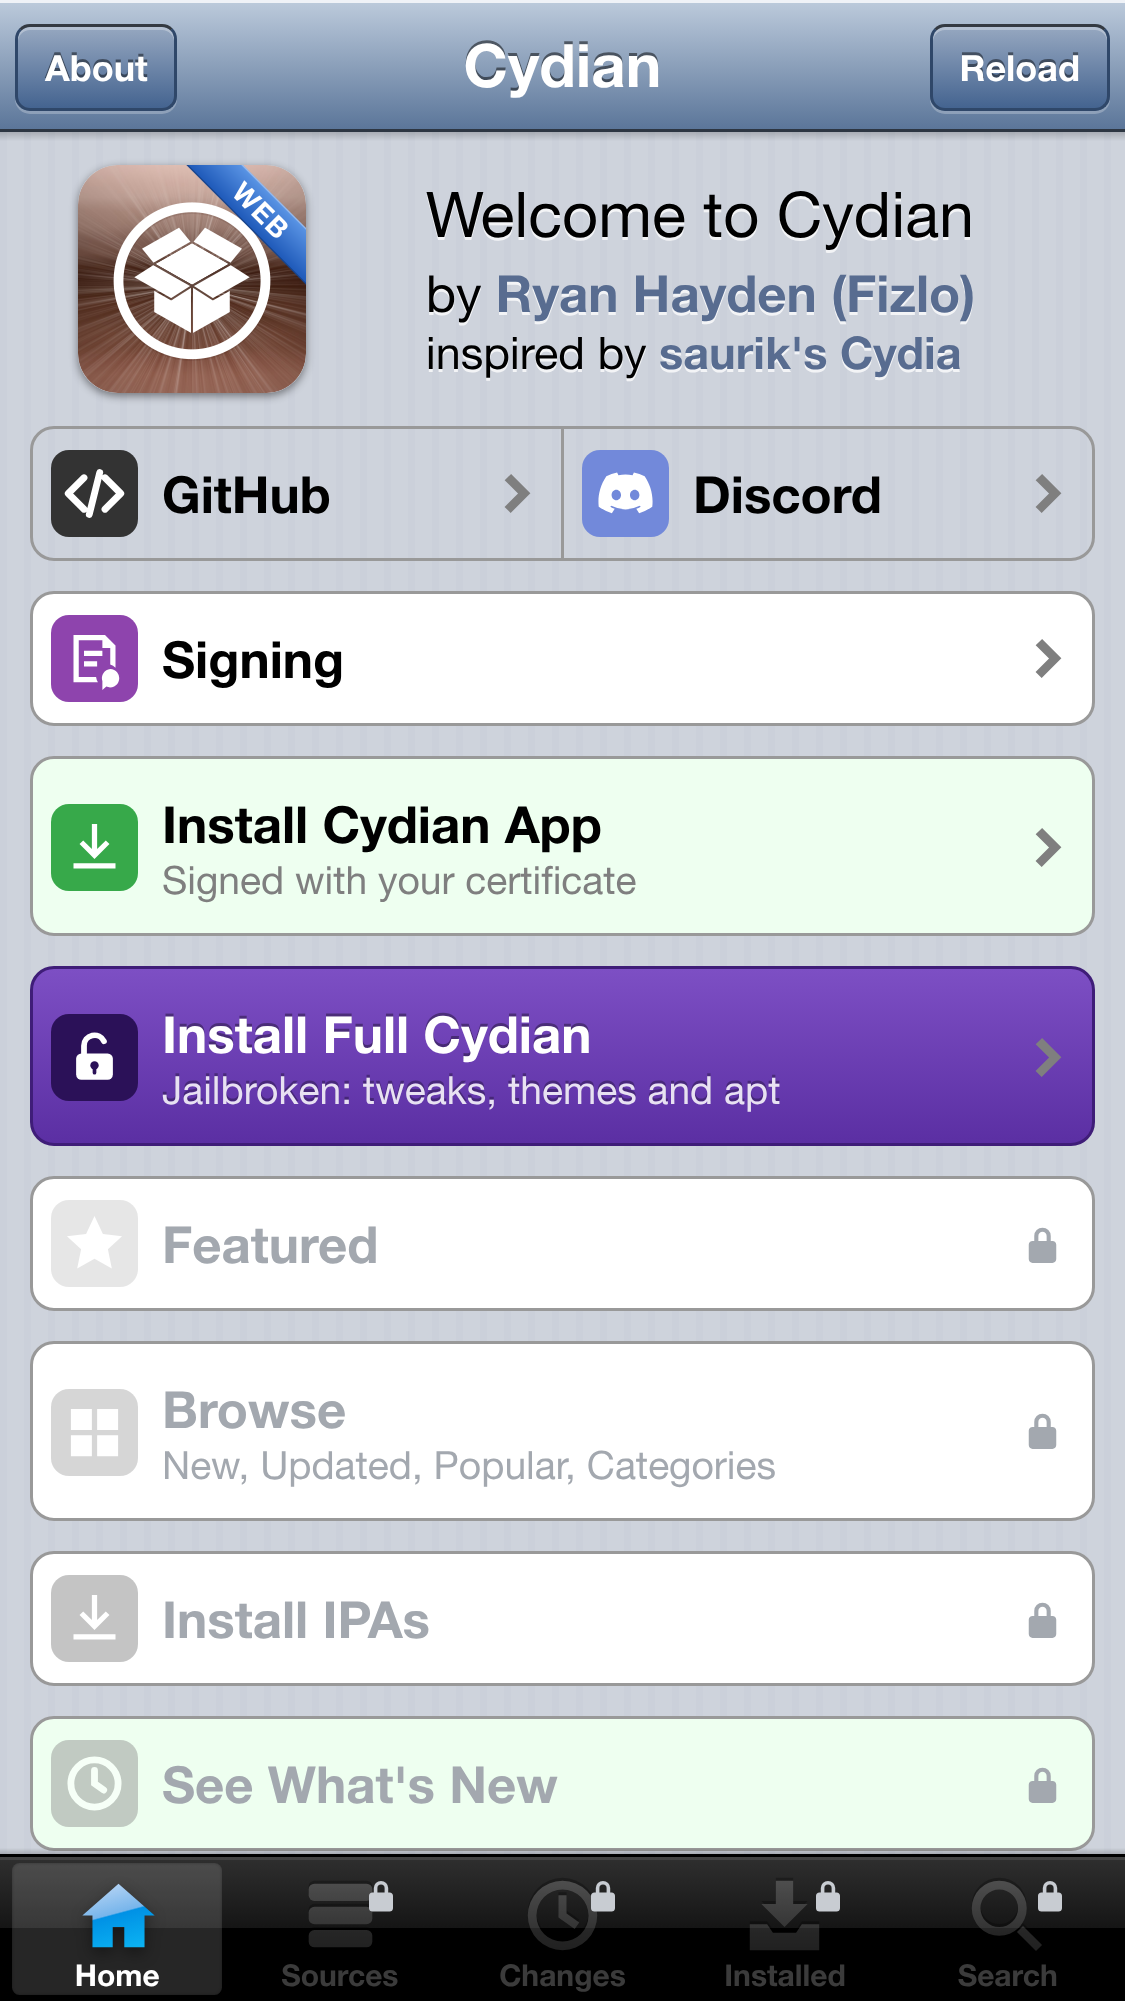 About
Cydian
Reload
WEB
Welcome to Cydian
by Ryan Hayden (Fizlo)
inspired by saurik's Cydia
GitHub
Discord
Signing
Install Cydian App
Signed with your certificate
Install Full Cydian
Jailbroken: tweaks, themes and apt
Featured
Browse
New, Updated, Popular, Categories
Install IPAs
See What's New
Home
Sources
Changes
Installed
Search